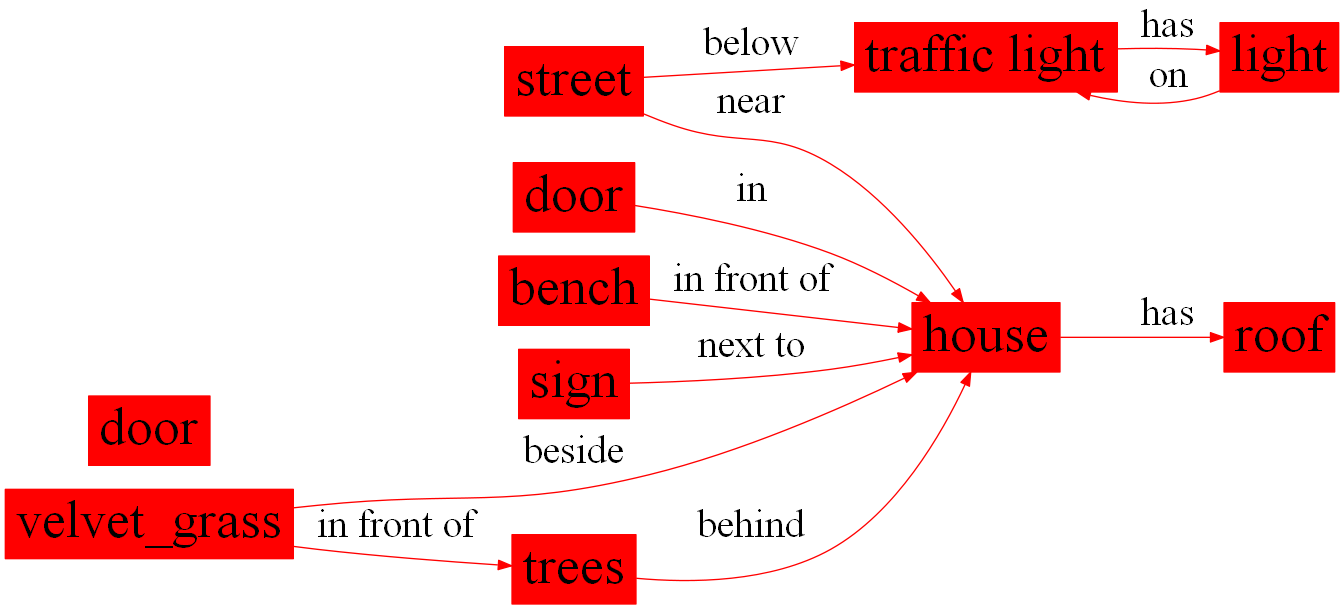 has
below
traffic light
light
street
on
near
door
in
in front of
bench
has
house
roof
next to
sign
door
beside
velvet_grass
in front of
behind
trees